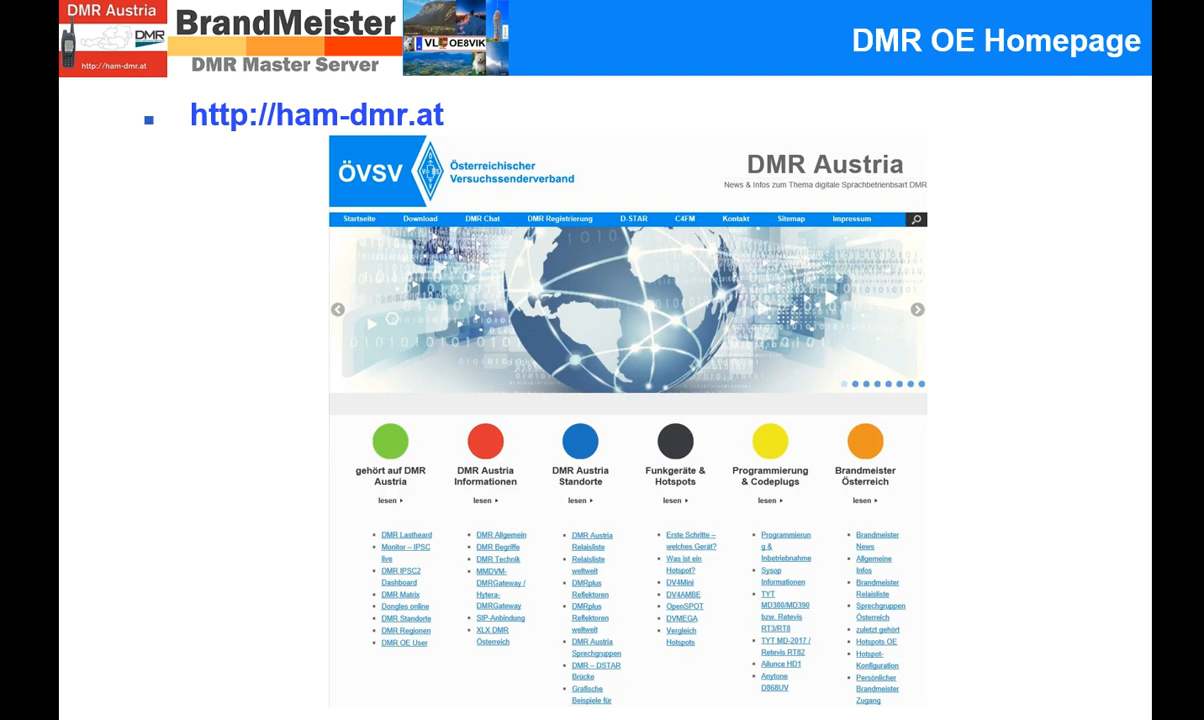 DMR Austria
DMR
http://ham-dmr.at
BrandMeister
DMR Master Server
VL OE8VIK
DMR OE Homepage
http://ham-dmr.at
ÖVSV
Österreichischer
Versuchssenderverband
DMR Austria
News & Infos zum Thema digitale Sprachbetriebsart DMR
Startseite Download DMR Chat DMR Registrierung D-STAR C4FM Kontakt Sitemap Impressum
gehört auf DMR
Austria
lesen
DMR Lastheard
Monitor – IPSC
live
DMR IPSC2
Dashboard
DMR Matrix
Dongles online
DMR Standorte
DMR Regionen
DMR OE User
DMR Austria
Informationen
lesen
DMR Allgemein
DMR Begriffe
DMR Technik
MMDVM-
DMRGateway /
Hytera-
DMRGateway
SIP-Anbindung
XLX DMR
Österreich
DMR Austria
Standorte
lesen
DMR Austria
Relaisliste
Relaisliste
weltweit
DMRplus
Reflektoren
DMRplus
Reflektoren
weltweit
DMR Austria
Sprechgruppen
DMR – DSTAR
Brücke
Grafische
Beispiele für
Funkgeräte &
Hotspots
lesen
Erste Schritte –
welches Gerät?
Was ist ein
Hotspot?
DV4Mini
DV4AMBE
OpenSPOT
DVMEGA
Vergleich
Hotspots
Programmierung
& Codeplugs
lesen
Programmierun
g &
Inbetriebnahme
Sysop
Informationen
TYT
MD380/MD390
bzw. Retevis
RT3/RT8
TYT MD-2017 /
Retevis RT82
Ailunce HD1
Anytone
D868UV
Brandmeister
Österreich
lesen
Brandmeister
News
Allgemeine
Infos
Brandmeister
Relaisliste
Sprechgruppen
Österreich
zuletzt gehört
Hotspots OE
Hotspot-
Konfiguration
Persönlicher
Brandmeister
Zugang